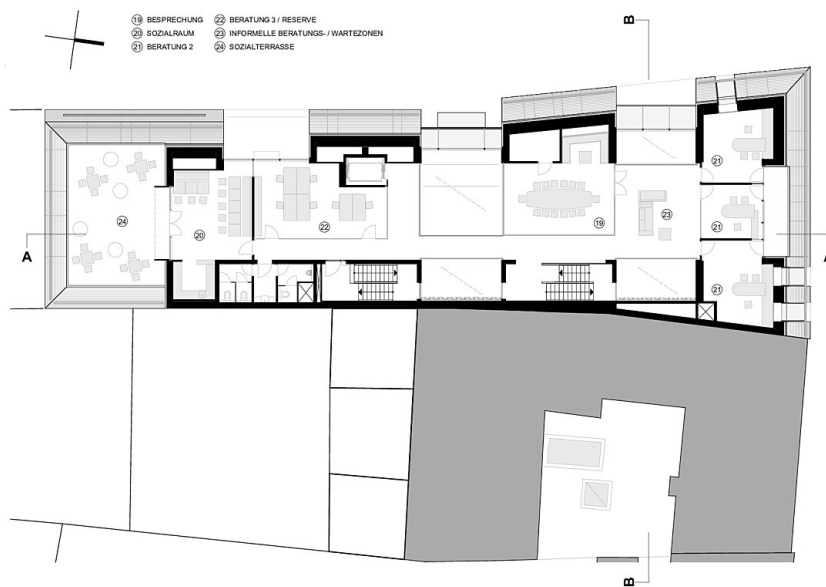 19 BESPRECHUNG
20 SOZIALRAUM
21 BERATUNG 2
22 BERATUNG 3 / RESERVE
23 INFORMELLE BERATUNGS- / WARTEZONEN
24 SOZIALTERRASSE
B
21
24
20
22
19
23
21
A
A
21
B